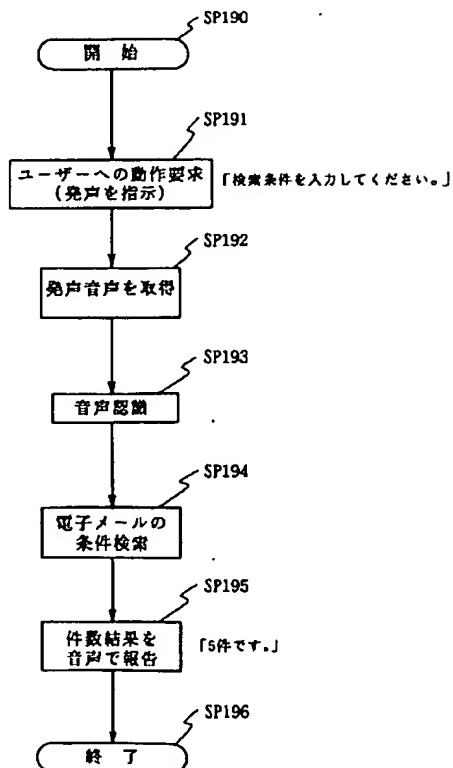 SP190
開 始
SP191
ユーザーへの動作要求
(発声を指示)
「検索条件を入力してください。」
SP192
発声音声を取得
SP193
音声認識
SP194
電子メールの
条件検索
SP195
件数結果を
音声で報告
「5件です。」
SP196
終 了